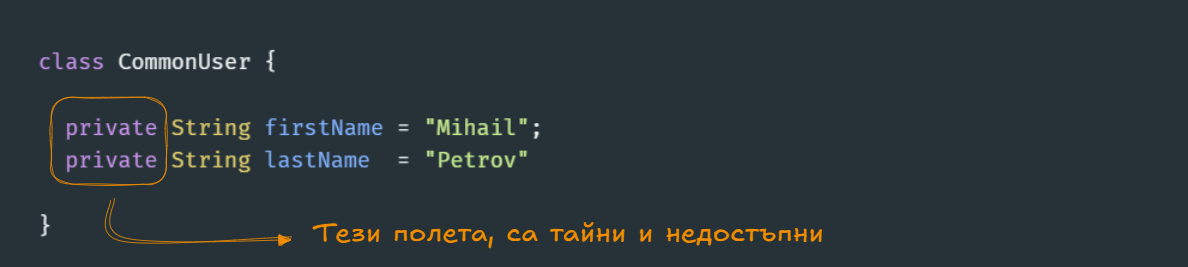 class CommonUser {
private String firstName = "Mihail";
private String lastName = "Petrov"
}
Тези полета, са тайни и недостъпни